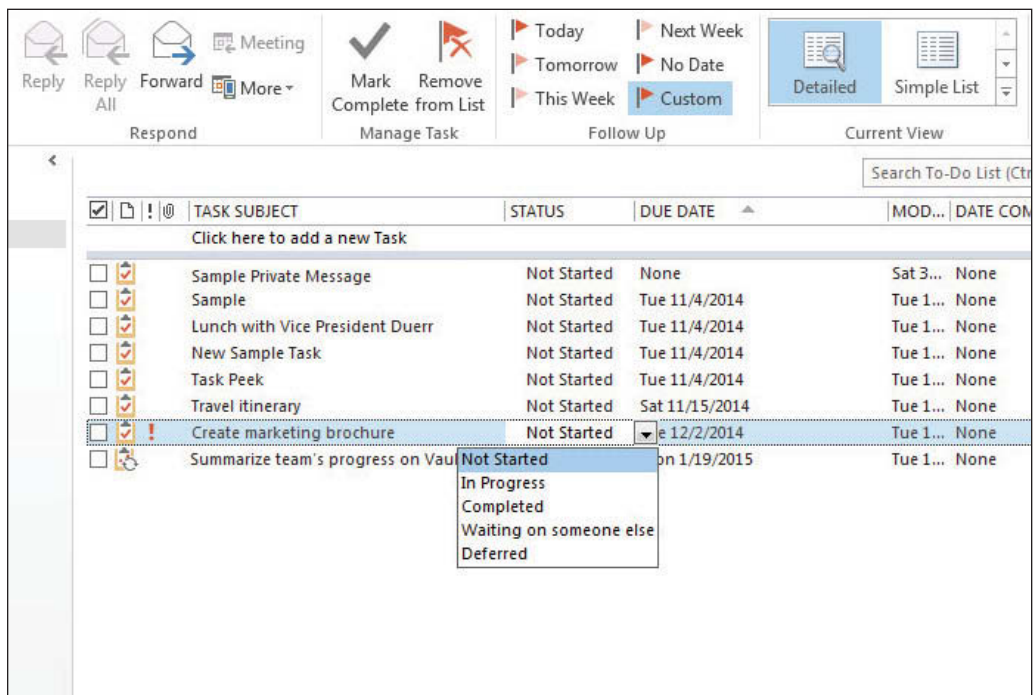 Today Next Week
Meeting
Tomorrow No Date
Reply Reply All Forward More Mark Complete Remove from List
This Week Custom Detailed Simple List
Respond Manage Task Follow Up Current View
Search To-Do List (Ctr
! TASK SUBJECT STATUS DUE DATE MOD... DATE COM
Click here to add a new Task
Sample Private Message Not Started None Sat 3... None
Sample Not Started Tue 11/4/2014 Tue 1... None
Lunch with Vice President Duerr Not Started Tue 11/4/2014 Tue 1... None
New Sample Task Not Started Tue 11/4/2014 Tue 1... None
Task Peek Not Started Tue 11/4/2014 Tue 1... None
Travel itinerary Not Started Sat 11/15/2014 Tue 1... None
! Create marketing brochure Not Started e 12/2/2014 Tue 1... None
Summarize team's progress on Vaul Not Started on 1/19/2015 Tue 1... None
In Progress
Completed
Waiting on someone else
Deferred